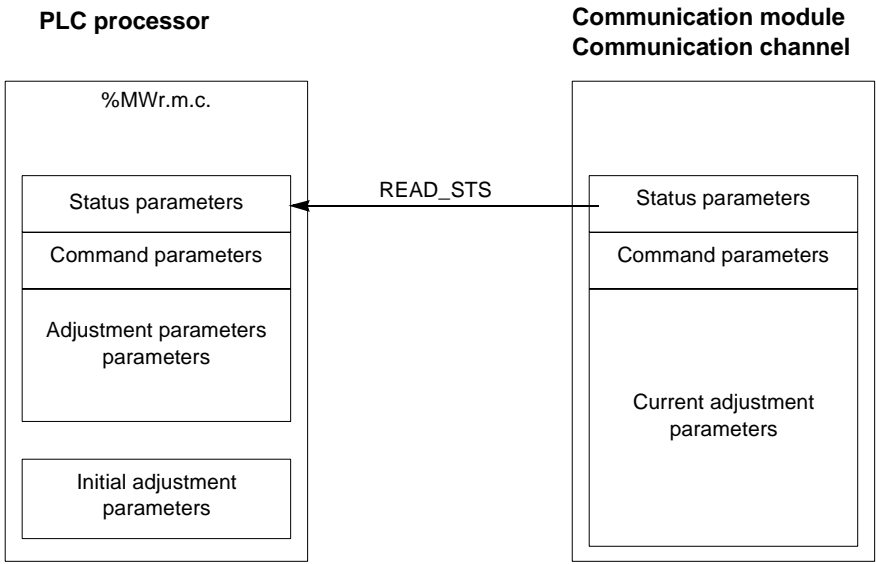 PLC processor
Communication module
Communication channel
%MWr.m.c.
Status parameters
READ_STS
Status parameters
Command parameters
Command parameters
Adjustment parameters
parameters
Current adjustment
parameters
Initial adjustment
parameters